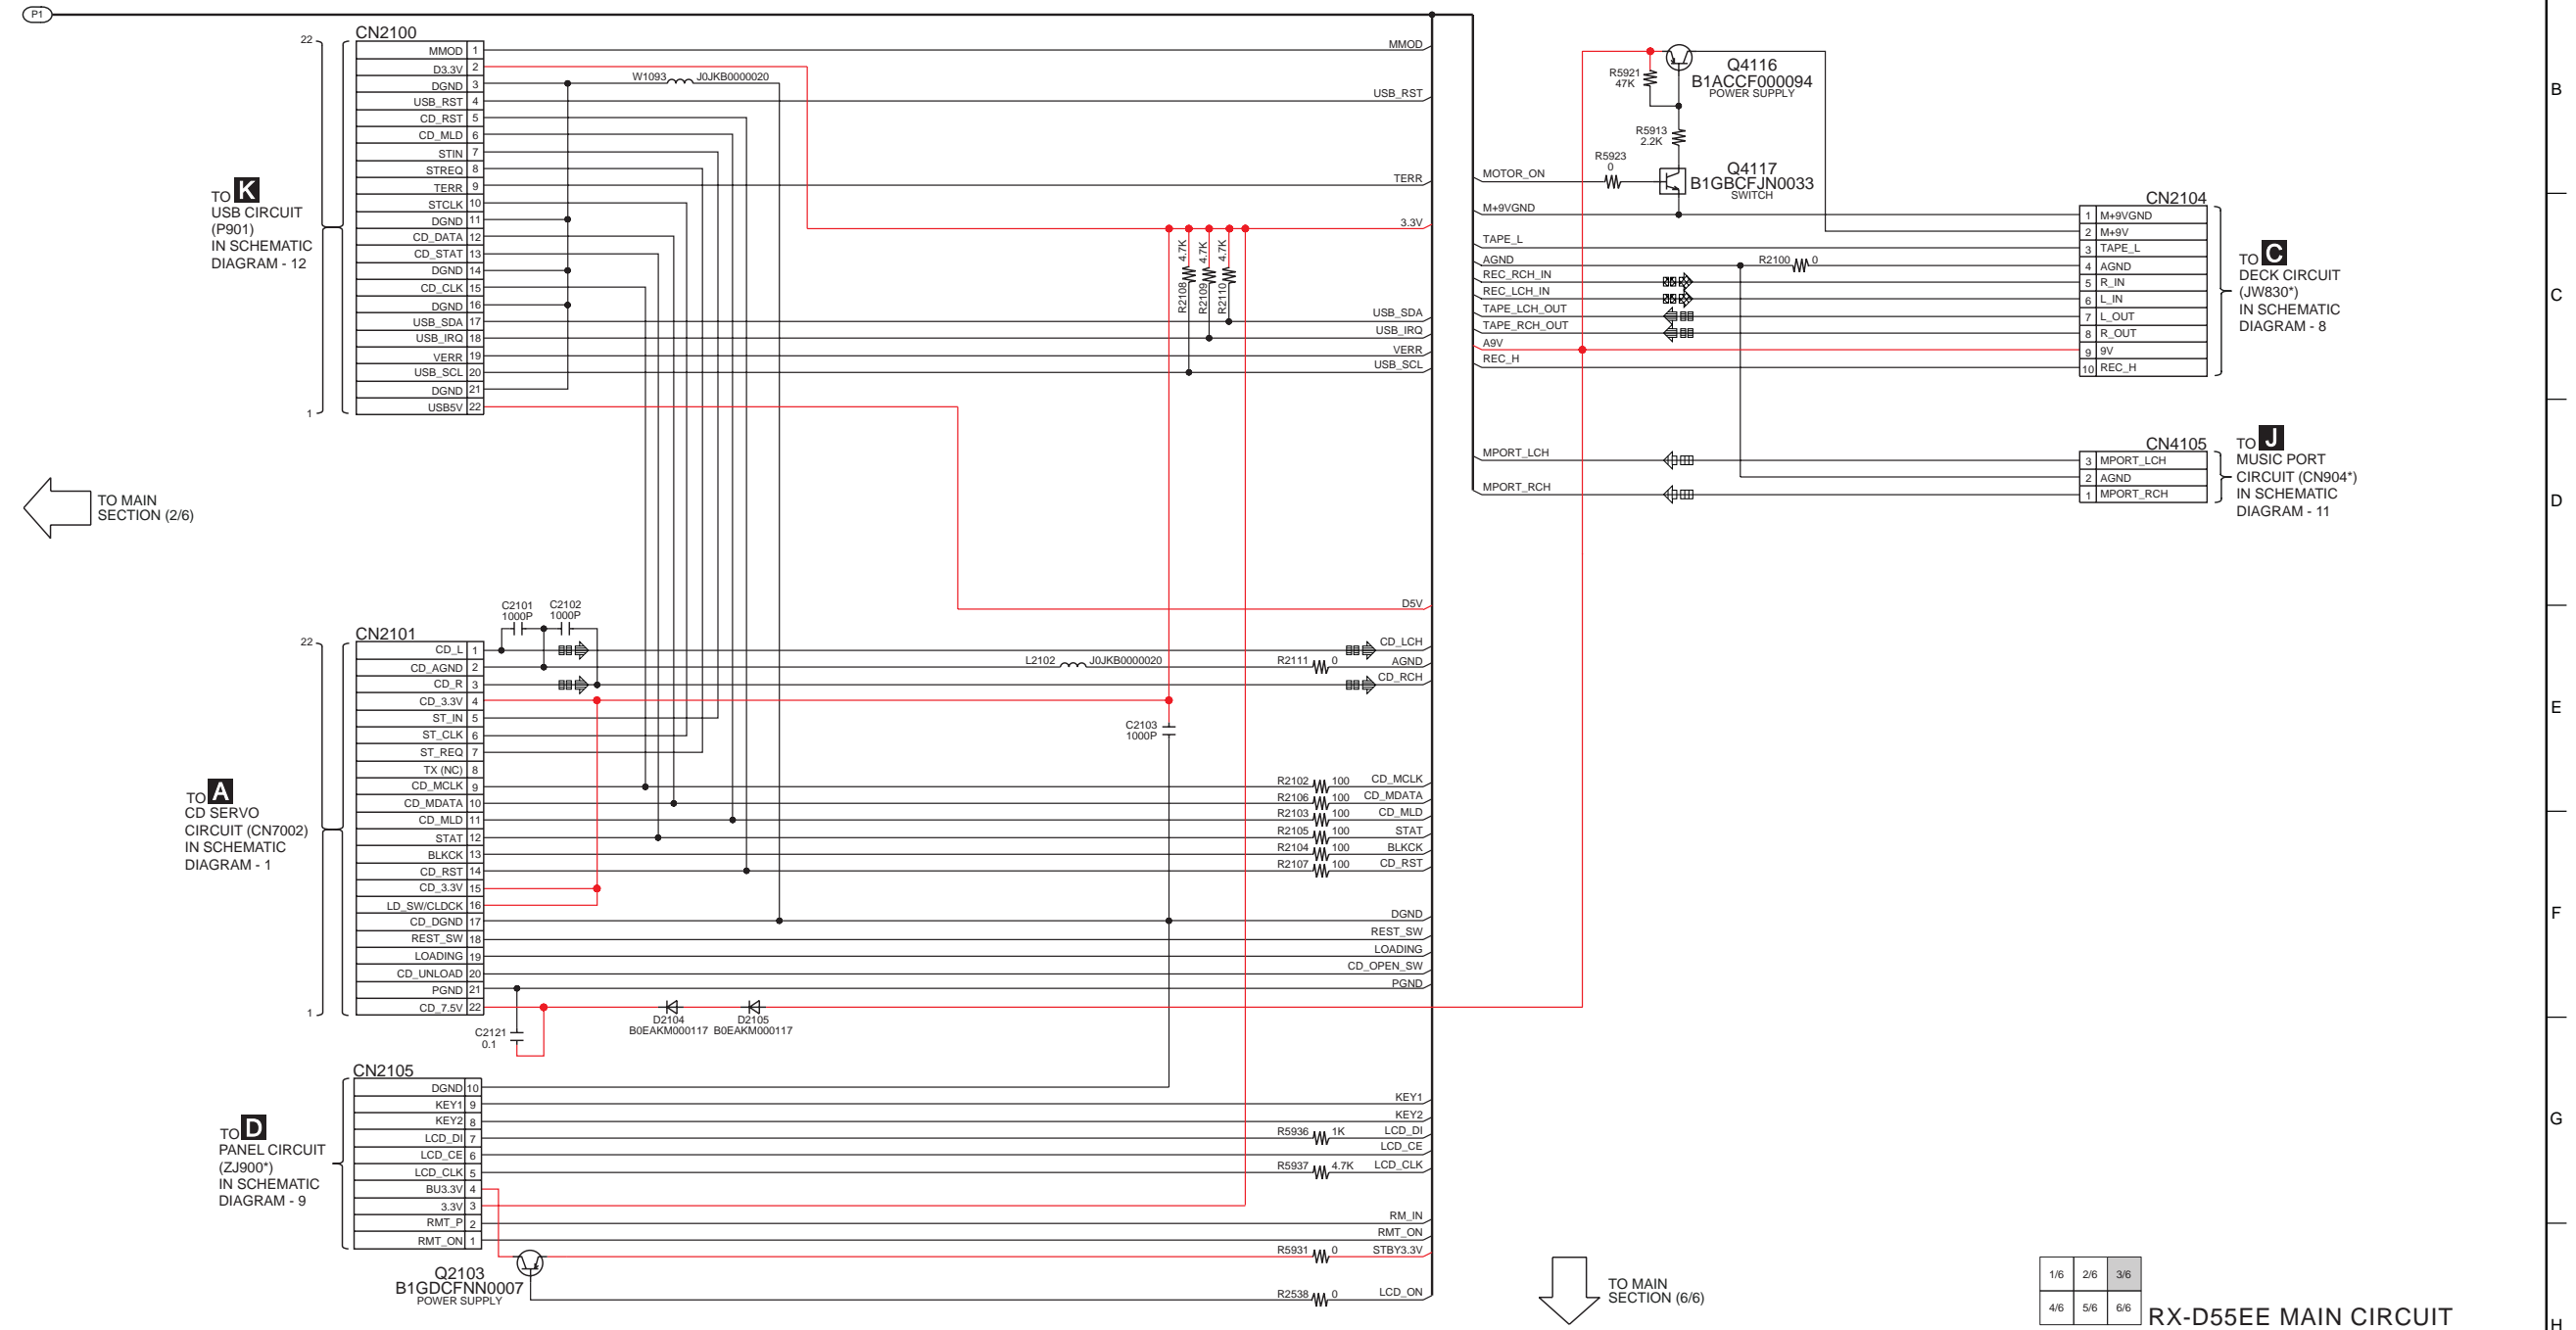 P1
CN2100
22
MMOD 1
D3.3V 2
DGND 3
USB_RST 4
CD_RST 5
CD_MLD 6
STIN 7
STREQ 8
TERR 9
STCLK 10
DGND 11
CD_DATA 12
CD_STAT 13
DGND 14
CD_CLK 15
DGND 16
USB_SDA 17
USB_IRQ 18
VERR 19
USB_SCL 20
DGND 21
USB5V 22
1
TO K
USB CIRCUIT
(P901)
IN SCHEMATIC
DIAGRAM - 12
W1093 J0JKB0000020
MMOD
USB_RST
TERR
3.3V
R2108 4.7K
R2109 4.7K
R2110 4.7K
USB_SDA
USB_IRQ
VERR
USB_SCL
D5V
TO MAIN
SECTION (2/6)
C2101
1000P
C2102
1000P
CN2101
22
CD_L 1
CD_AGND 2
CD_R 3
CD_3.3V 4
ST_IN 5
ST_CLK 6
ST_REQ 7
TX (NC) 8
CD_MCLK 9
CD_MDATA 10
CD_MLD 11
STAT 12
BLKCK 13
CD_RST 14
CD_3.3V 15
LD_SW/CLDCK 16
CD_DGND 17
REST_SW 18
LOADING 19
CD_UNLOAD 20
PGND 21
CD_7.5V 22
1
TO A
CD SERVO
CIRCUIT (CN7002)
IN SCHEMATIC
DIAGRAM - 1
CD_LCH
L2102 J0JKB0000020
R2111 0 AGND
CD_RCH
C2103
1000P
R2102 100 CD_MCLK
R2106 100 CD_MDATA
R2103 100 CD_MLD
R2105 100 STAT
R2104 100 BLKCK
R2107 100 CD_RST
DGND
REST_SW
LOADING
CD_OPEN_SW
PGND
C2121
0.1
D2104
B0EAKM000117
D2105
B0EAKM000117
CN2105
DGND 10
KEY1 9
KEY2 8
LCD_DI 7
LCD_CE 6
LCD_CLK 5
BU3.3V 4
3.3V 3
RMT_P 2
RMT_ON 1
TO D
PANEL CIRCUIT
(ZJ900*)
IN SCHEMATIC
DIAGRAM - 9
KEY1
KEY2
R5936 1K LCD_DI
LCD_CE
R5937 4.7K LCD_CLK
RM_IN
RMT_ON
R5931 0 STBY3.3V
R2538 0 LCD_ON
Q2103
B1GDCFNN0007
POWER SUPPLY
R5921
47K
Q4116
B1ACCF000094
POWER SUPPLY
R5913
2.2K
R5923
0
Q4117
B1GBCFJN0033
SWITCH
MOTOR_ON
M+9VGND
TAPE_L
AGND
REC_RCH_IN
REC_LCH_IN
TAPE_LCH_OUT
TAPE_RCH_OUT
A9V
REC_H
R2100 0
CN2104
1 M+9VGND
2 M+9V
3 TAPE_L
4 AGND
5 R_IN
6 L_IN
7 L_OUT
8 R_OUT
9 9V
10 REC_H
TO C
DECK CIRCUIT
(JW830*)
IN SCHEMATIC
DIAGRAM - 8
MPORT_LCH
MPORT_RCH
CN4105
3 MPORT_LCH
2 AGND
1 MPORT_RCH
TO J
MUSIC PORT
CIRCUIT (CN904*)
IN SCHEMATIC
DIAGRAM - 11
B
C
D
E
F
G
H
TO MAIN
SECTION (6/6)
1/6 2/6 3/6
4/6 5/6 6/6
RX-D55EE MAIN CIRCUIT